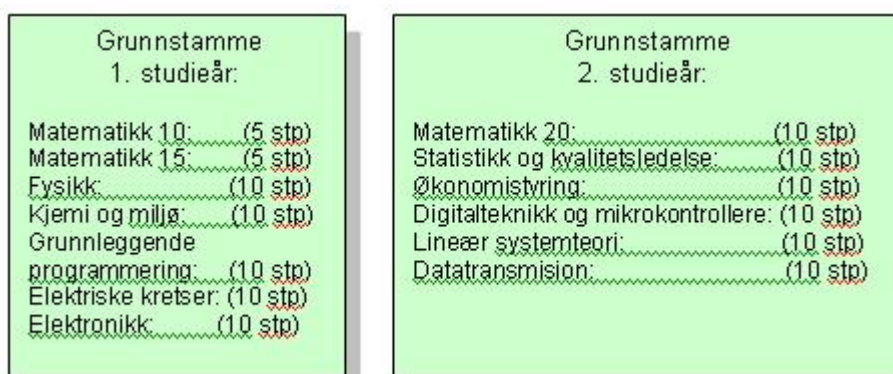 Grunnstamme
1. studieår:
Matematikk 10: (5 stp)
Matematikk 15: (5 stp)
Fysikk: (10 stp)
Kjemi og miljø: (10 stp)
Grunnleggende
programmering: (10 stp)
Elektriske kretser: (10 stp)
Elektronikk: (10 stp)
Grunnstamme
2. studieår:
Matematikk 20: (10 stp)
Statistikk og kvalitetsledelse: (10 stp)
Økonomistyring: (10 stp)
Digitalteknikk og mikrokontrollere: (10 stp)
Lineær systemteori: (10 stp)
Datatransmision: (10 stp)